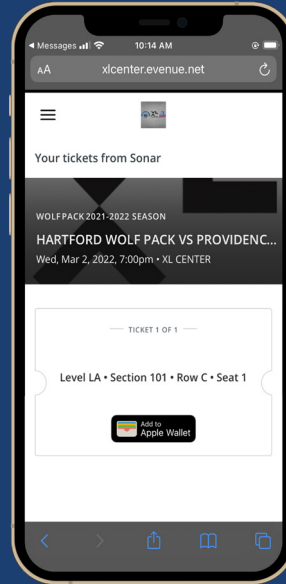 Messages
10:14 AM
AA
xlcenter.evenue.net
Your tickets from Sonar
WOLFPACK 2021-2022 SEASON
HARTFORD WOLF PACK VS PROVIDENC...
Wed, Mar 2, 2022, 7:00pm • XL CENTER
TICKET 1 OF 1
Level LA • Section 101 • Row C • Seat 1
Add to
Apple Wallet